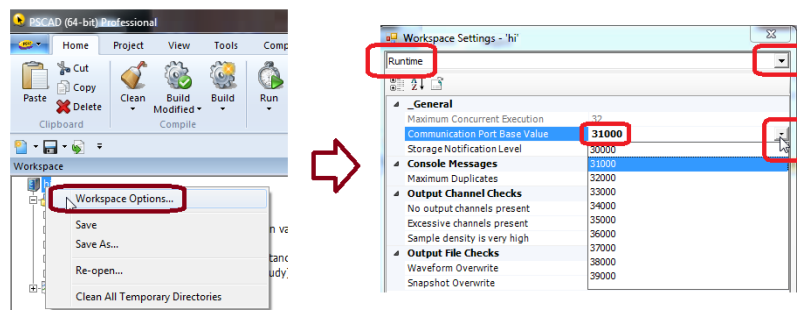 PSCAD (64-bit) Professional
Home Project View Tools Comp
Paste
Cut
Copy
Delete
Clean
Build Modified
Build
Run
Clipboard
Compile
Workspace
Workspace Options...
Save
Save As...
Re-open...
Clean All Temporary Directories
n va
tanc
udy)
Workspace Settings - 'hi'
Runtime
_General
Maximum Concurrent Execution 32
Communication Port Base Value 31000
Storage Notification Level 30000
Console Messages 31000
Maximum Duplicates 32000
Output Channel Checks 33000
No output channels present 34000
Excessive channels present 35000
Sample density is very high 36000
Output File Checks 37000
Waveform Overwrite 38000
Snapshot Overwrite 39000